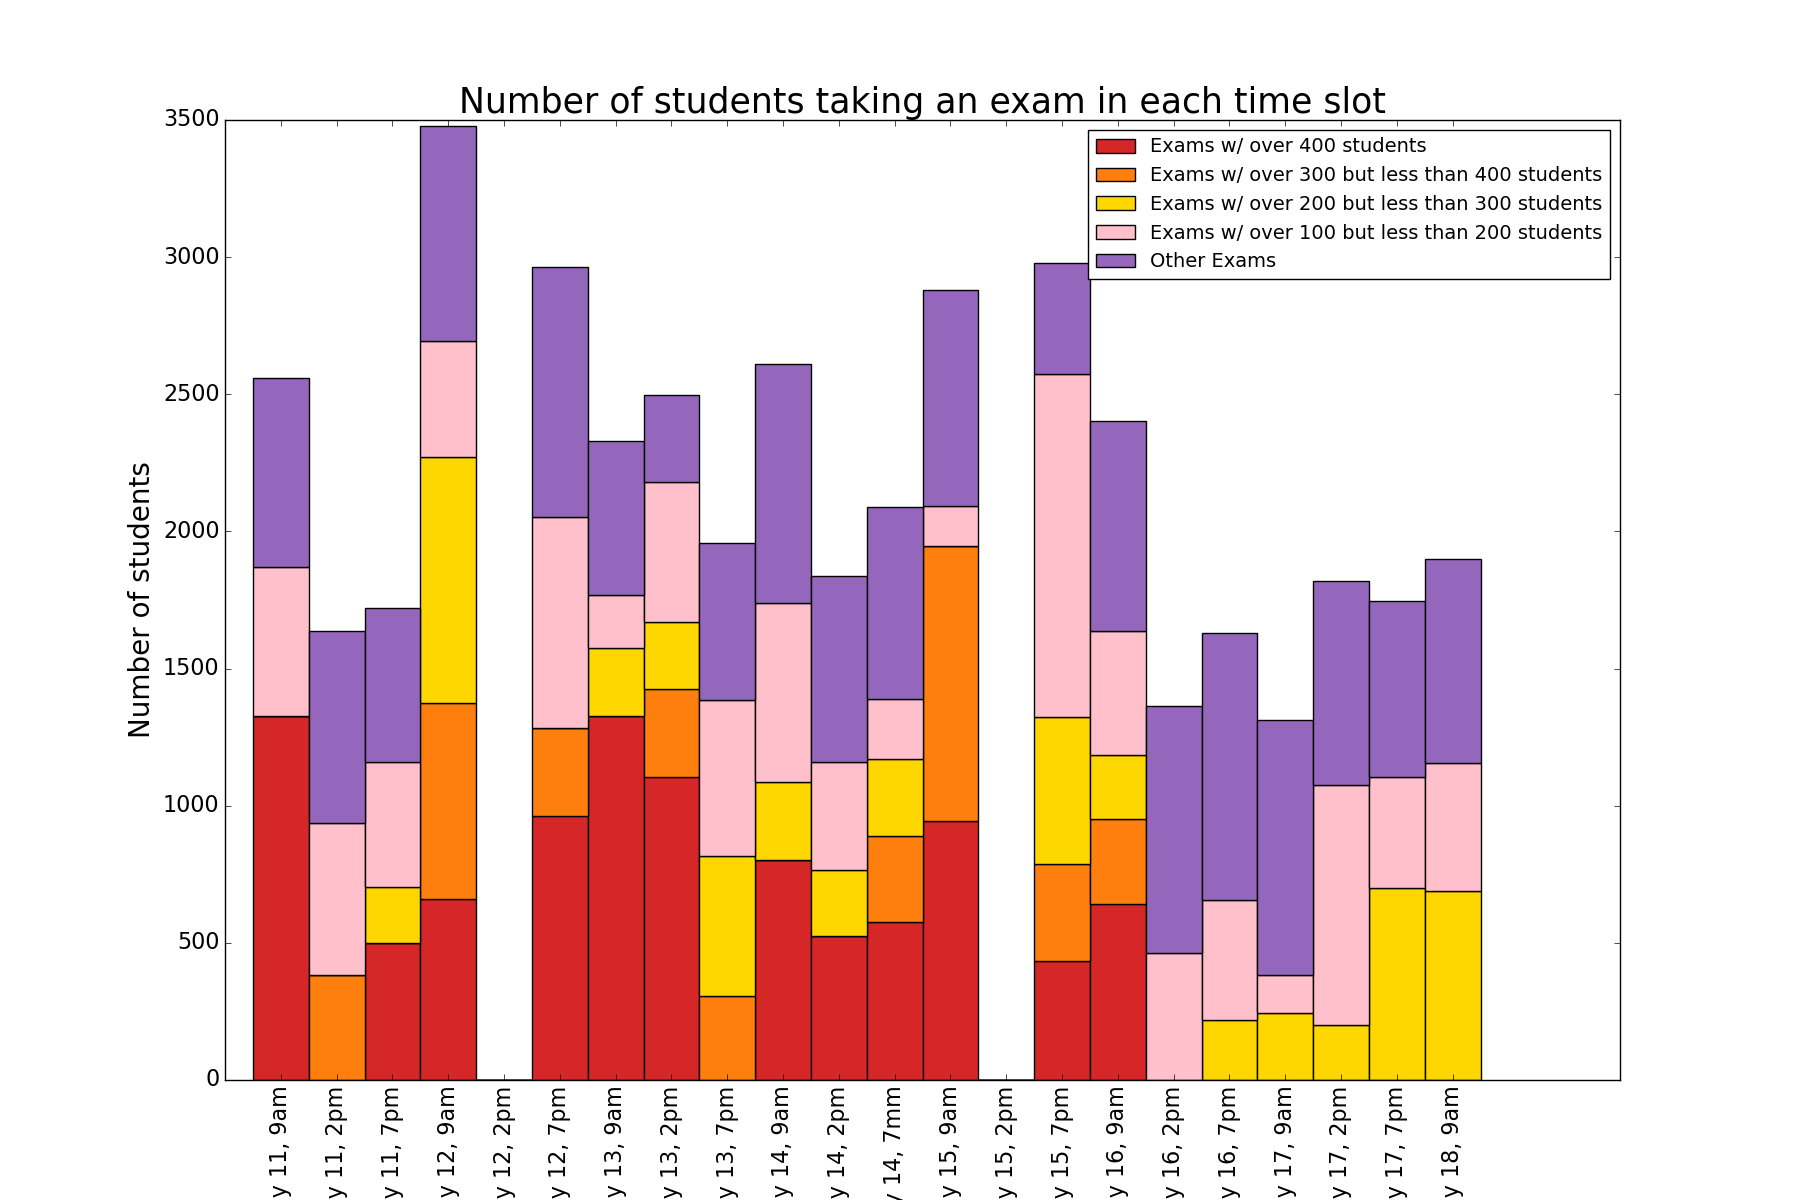 Number of students taking an exam in each time slot
Exams w/ over 400 students
Exams w/ over 300 but less than 400 students
Exams w/ over 200 but less than 300 students
Exams w/ over 100 but less than 200 students
Other Exams
Number of students
3500
3000
2500
2000
1500
1000
500
0
y 11, 9am
y 11, 2pm
y 11, 7pm
y 12, 9am
y 12, 2pm
y 12, 7pm
y 13, 9am
y 13, 2pm
y 13, 7pm
y 14, 9am
y 14, 2pm
y 14, 7mm
y 15, 9am
y 15, 2pm
y 15, 7pm
y 16, 9am
y 16, 2pm
y 16, 7pm
y 17, 9am
y 17, 2pm
y 17, 7pm
y 18, 9am